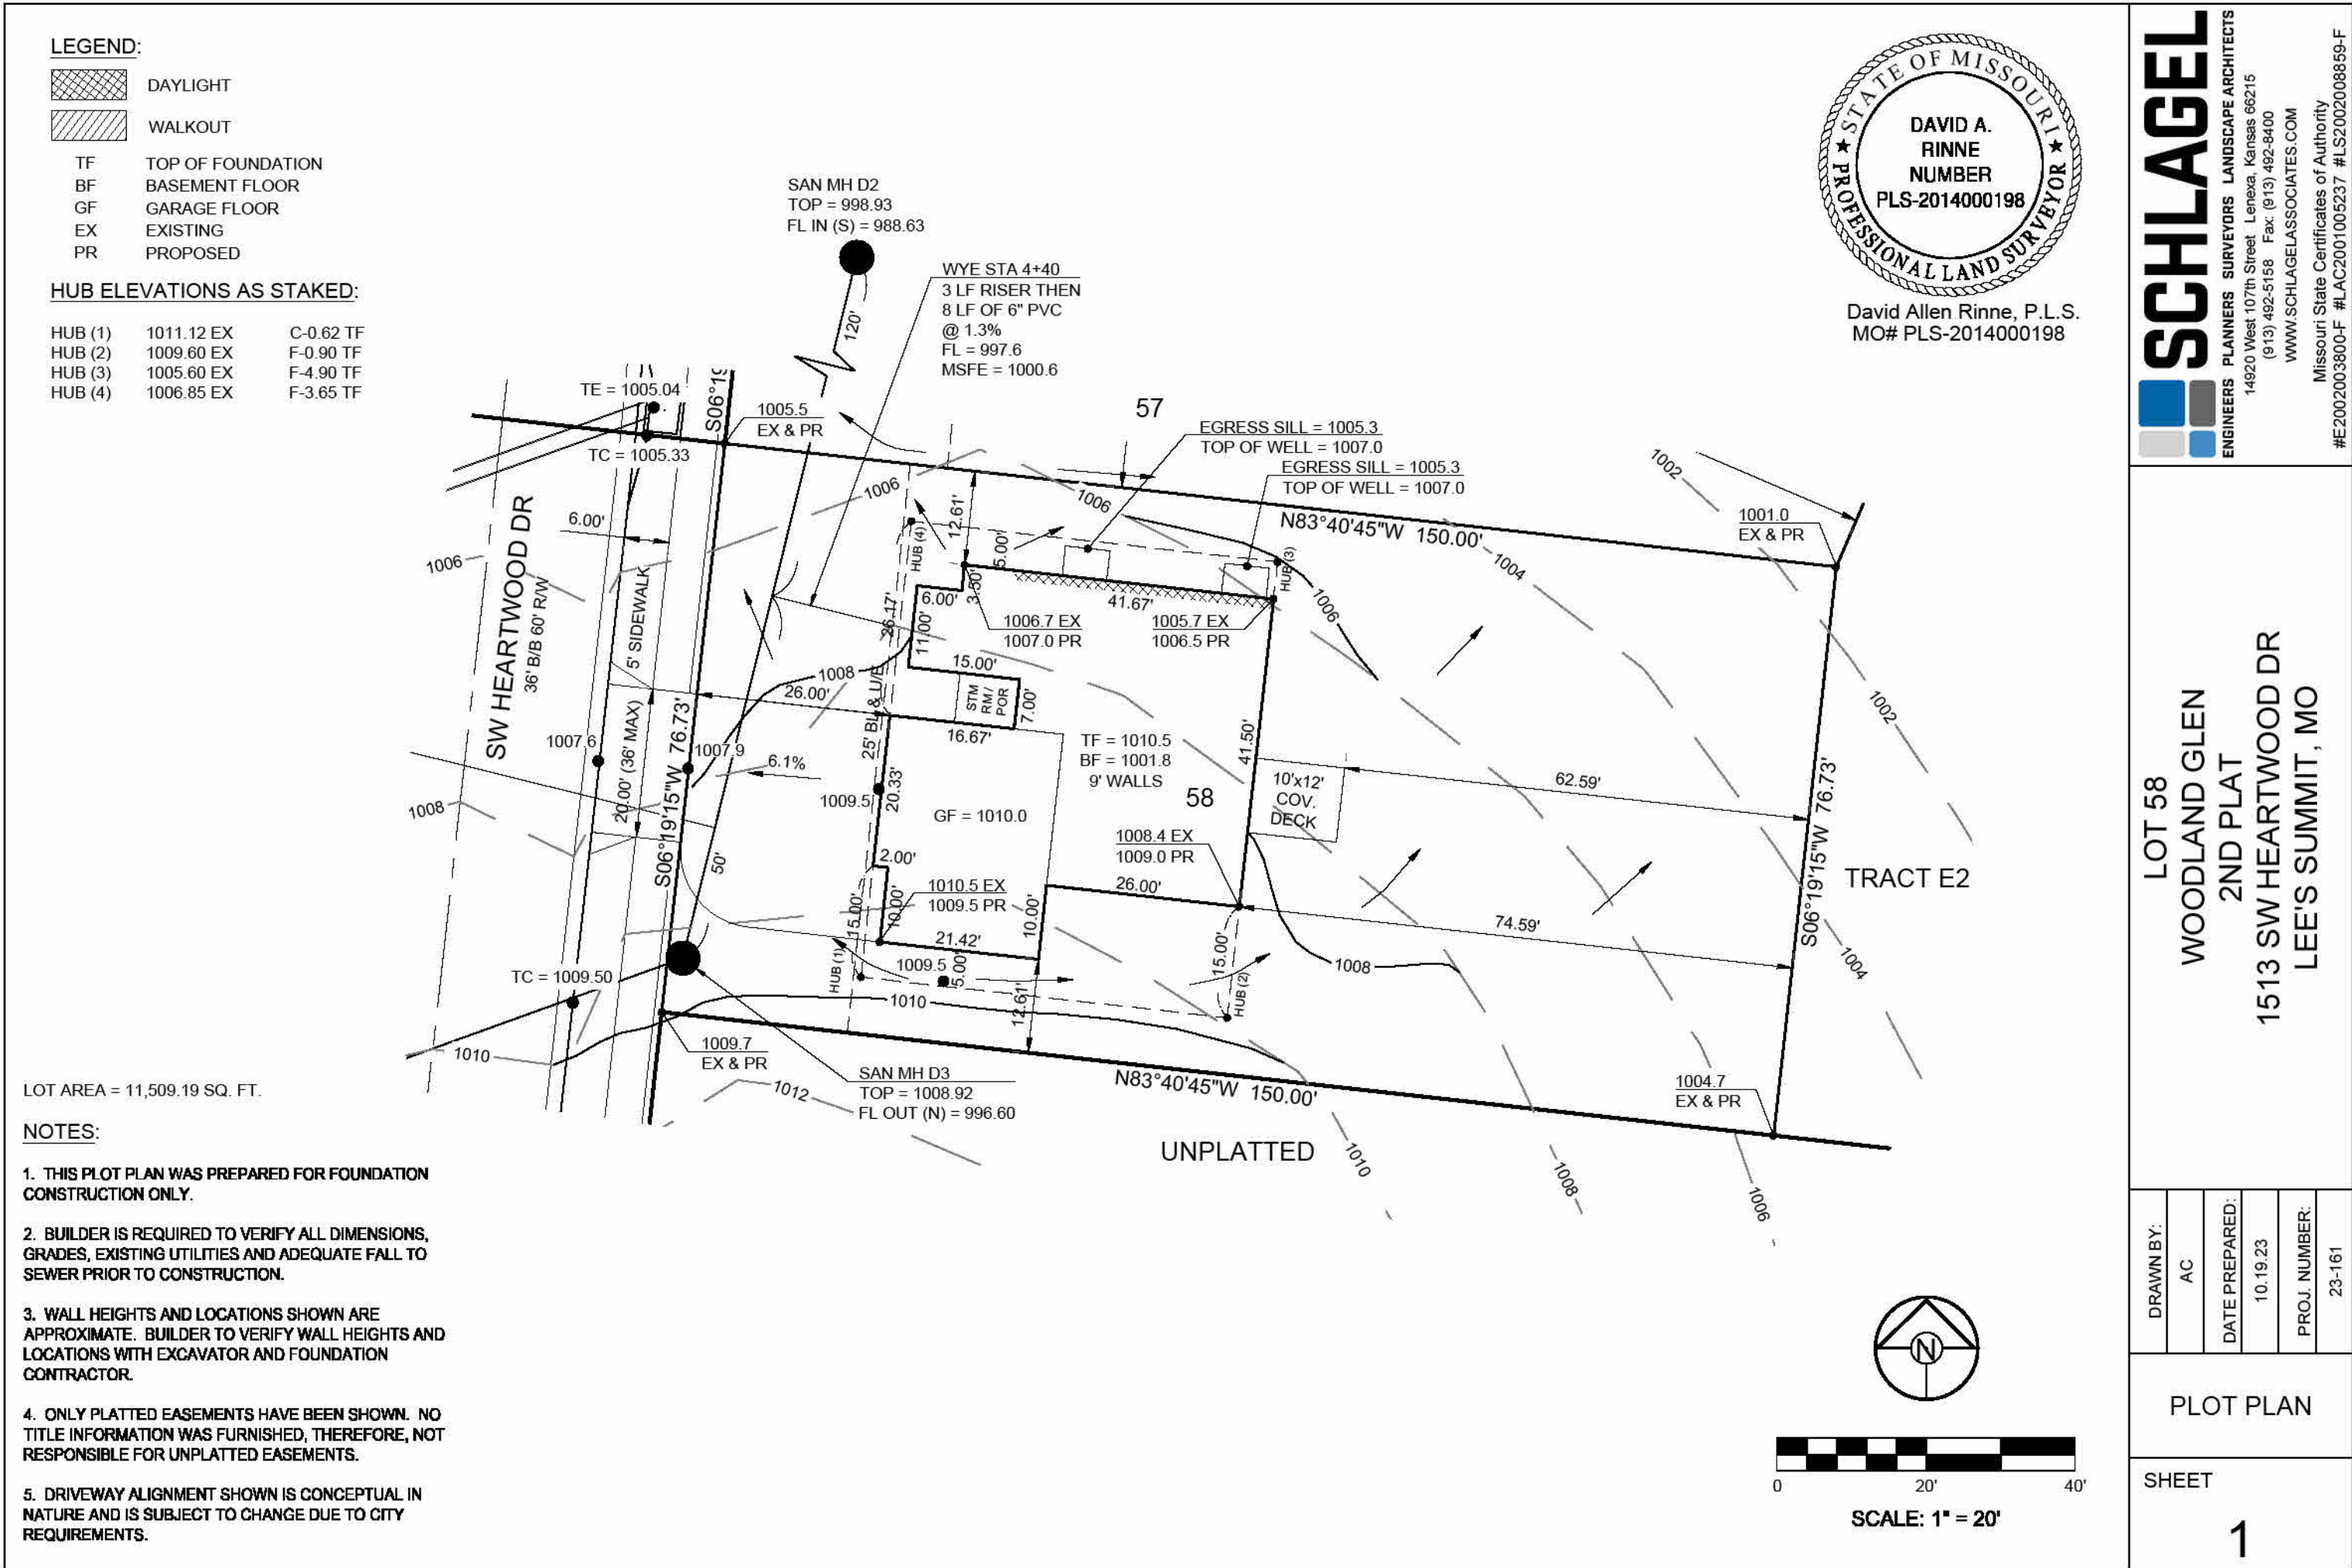 LEGEND:
DAYLIGHT
WALKOUT
TF TOP OF FOUNDATION
BF BASEMENT FLOOR
GF GARAGE FLOOR
EX EXISTING
PR PROPOSED
HUB ELEVATIONS AS STAKED:
HUB (1) 1011.12 EX C-0.62 TF
HUB (2) 1009.60 EX F-0.90 TF
HUB (3) 1005.60 EX F-4.90 TF
HUB (4) 1006.85 EX F-3.65 TF
SAN MH D2
TOP = 998.93
FL IN (S) = 988.63
120'
WYE STA 4+40
3 LF RISER THEN
8 LF OF 6" PVC
@ 1.3%
FL = 997.6
MSFE = 1000.6
STATE OF MISSOURI
DAVID A.
RINNE
NUMBER
PLS-2014000198
PROFESSIONAL LAND SURVEYOR
David Allen Rinne, P.L.S.
MO# PLS-2014000198
TE = 1005.04
S06°19
1005.5
EX & PR
TC = 1005.33
57
EGRESS SILL = 1005.3
TOP OF WELL = 1007.0
EGRESS SILL = 1005.3
TOP OF WELL = 1007.0
1002
1001.0
EX & PR
N83°40'45"W 150.00'
1006
1006
1004
12.61'
5.00'
HUB (4)
HUB (3)
6.00'
SW HEARTWOOD DR
36' B/B 60' R/W
1006
5' SIDEWALK
26.17'
6.00'
3.50'
41.67'
1006
11.00'
1006.7 EX
1007.0 PR
1005.7 EX
1006.5 PR
15.00'
1008
26.00'
STM
RM/
POR
7.00'
25' BL & U/E
16.67'
1002
1007.6
20.00' (36' MAX)
S06°19'15"W 76.73'
1007.9
6.1%
TF = 1010.5
BF = 1001.8
9' WALLS
41.50'
62.59'
10'x12'
COV.
DECK
58
1009.5
20.33'
GF = 1010.0
1008
S06°19'15"W 76.73'
1008.4 EX
1009.0 PR
50'
2.00'
TRACT E2
1010.5 EX
1009.5 PR
26.00'
15.00'
10.00'
10.00'
74.59'
21.42'
15.00'
1004
HUB (1)
1009.5
5.00'
HUB (2)
1008
TC = 1009.50
1010
12.61'
1010
1009.7
EX & PR
1012
SAN MH D3
TOP = 1008.92
FL OUT (N) = 996.60
N83°40'45"W 150.00'
1004.7
EX & PR
UNPLATTED
1010
1008
1006
LOT AREA = 11,509.19 SQ. FT.
NOTES:
1. THIS PLOT PLAN WAS PREPARED FOR FOUNDATION
CONSTRUCTION ONLY.
2. BUILDER IS REQUIRED TO VERIFY ALL DIMENSIONS,
GRADES, EXISTING UTILITIES AND ADEQUATE FALL TO
SEWER PRIOR TO CONSTRUCTION.
3. WALL HEIGHTS AND LOCATIONS SHOWN ARE
APPROXIMATE. BUILDER TO VERIFY WALL HEIGHTS AND
LOCATIONS WITH EXCAVATOR AND FOUNDATION
CONTRACTOR.
4. ONLY PLATTED EASEMENTS HAVE BEEN SHOWN. NO
TITLE INFORMATION WAS FURNISHED, THEREFORE, NOT
RESPONSIBLE FOR UNPLATTED EASEMENTS.
5. DRIVEWAY ALIGNMENT SHOWN IS CONCEPTUAL IN
NATURE AND IS SUBJECT TO CHANGE DUE TO CITY
REQUIREMENTS.
N
0 20' 40'
SCALE: 1" = 20'
SCHLAGEL
ENGINEERS PLANNERS SURVEYORS LANDSCAPE ARCHITECTS
14920 West 107th Street Lenexa, Kansas 66215
(913) 492-5158 Fax: (913) 492-8400
WWW.SCHLAGELASSOCIATES.COM
Missouri State Certificates of Authority
#E2002003800-F #LAC2001005237 #LS2002008859-F
LOT 58
WOODLAND GLEN
2ND PLAT
1513 SW HEARTWOOD DR
LEE'S SUMMIT, MO
DRAWN BY:
AC
DATE PREPARED:
10.19.23
PROJ. NUMBER:
23-161
PLOT PLAN
SHEET
1